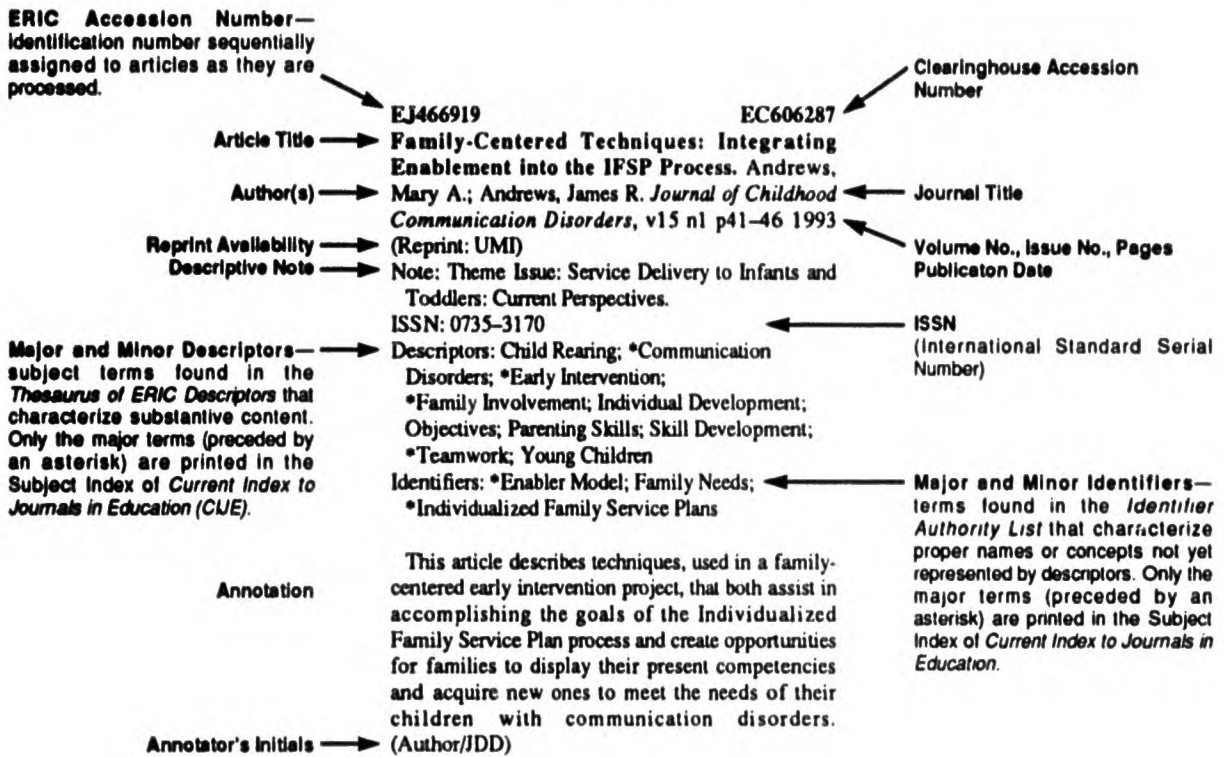 ERIC Accession Number—
identification number sequentially
assigned to articles as they are
processed.
Clearinghouse Accession
Number
EJ466919 EC606287
Article Title
Family-Centered Techniques: Integrating
Enablement into the IFSP Process. Andrews,
Author(s)
Mary A.; Andrews, James R. Journal of Childhood
Journal Title
Communication Disorders, v15 n1 p41–46 1993
Reprint Availability
(Reprint: UMI)
Volume No., Issue No., Pages
Publicaton Date
Descriptive Note
Note: Theme Issue: Service Delivery to Infants and
Toddlers: Current Perspectives.
ISSN: 0735–3170
ISSN
(International Standard Serial
Number)
Major and Minor Descriptors—
subject terms found in the
Thesaurus of ERIC Descriptors that
characterize substantive content.
Only the major terms (preceded by
an asterisk) are printed in the
Subject Index of Current Index to
Journals in Education (CIJE).
Descriptors: Child Rearing; *Communication
Disorders; *Early Intervention;
*Family Involvement; Individual Development;
Objectives; Parenting Skills; Skill Development;
*Teamwork; Young Children
Identifiers: *Enabler Model; Family Needs;
*Individualized Family Service Plans
Major and Minor Identifiers—
terms found in the Identifier
Authority List that characterize
proper names or concepts not yet
represented by descriptors. Only the
major terms (preceded by an
asterisk) are printed in the Subject
Index of Current Index to Journals in
Education.
Annotation
This article describes techniques, used in a family-
centered early intervention project, that both assist in
accomplishing the goals of the Individualized
Family Service Plan process and create opportunities
for families to display their present competencies
and acquire new ones to meet the needs of their
children with communication disorders.
Annotator's Initials
(Author/JDD)